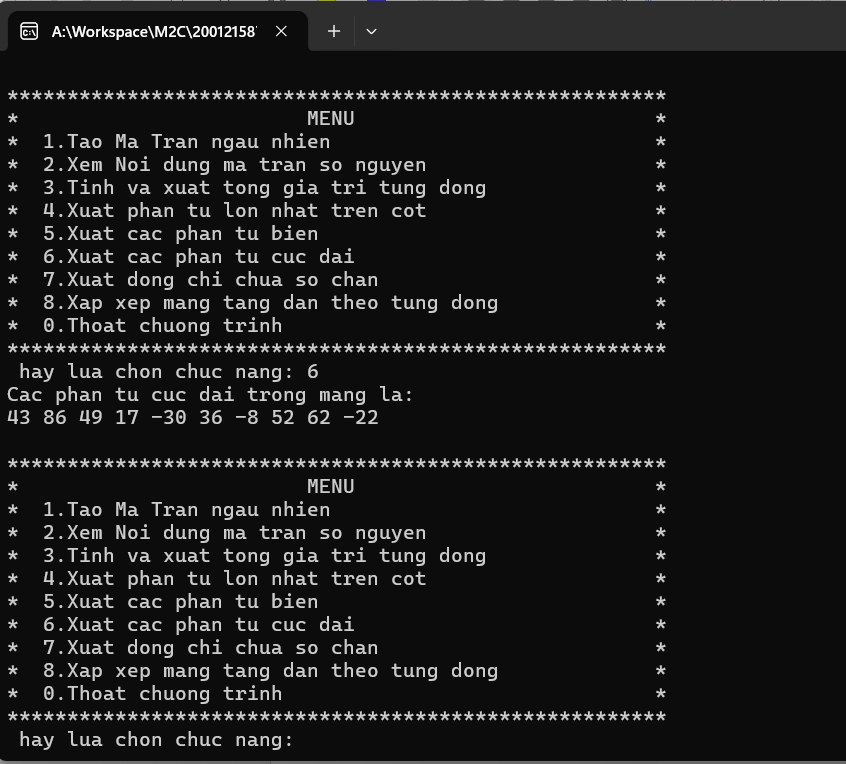 A:\Workspace\M2C\20012158
*******************************************************
* MENU *
* 1.Tao Ma Tran ngau nhien *
* 2.Xem Noi dung ma tran so nguyen *
* 3.Tinh va xuat tong gia tri tung dong *
* 4.Xuat phan tu lon nhat tren cot *
* 5.Xuat cac phan tu bien *
* 6.Xuat cac phan tu cuc dai *
* 7.Xuat dong chi chua so chan *
* 8.Xap xep mang tang dan theo tung dong *
* 0.Thoat chuong trinh *
*******************************************************
hay lua chon chuc nang: 6
Cac phan tu cuc dai trong mang la:
43 86 49 17 -30 36 -8 52 62 -22
*******************************************************
* MENU *
* 1.Tao Ma Tran ngau nhien *
* 2.Xem Noi dung ma tran so nguyen *
* 3.Tinh va xuat tong gia tri tung dong *
* 4.Xuat phan tu lon nhat tren cot *
* 5.Xuat cac phan tu bien *
* 6.Xuat cac phan tu cuc dai *
* 7.Xuat dong chi chua so chan *
* 8.Xap xep mang tang dan theo tung dong *
* 0.Thoat chuong trinh *
*******************************************************
hay lua chon chuc nang: